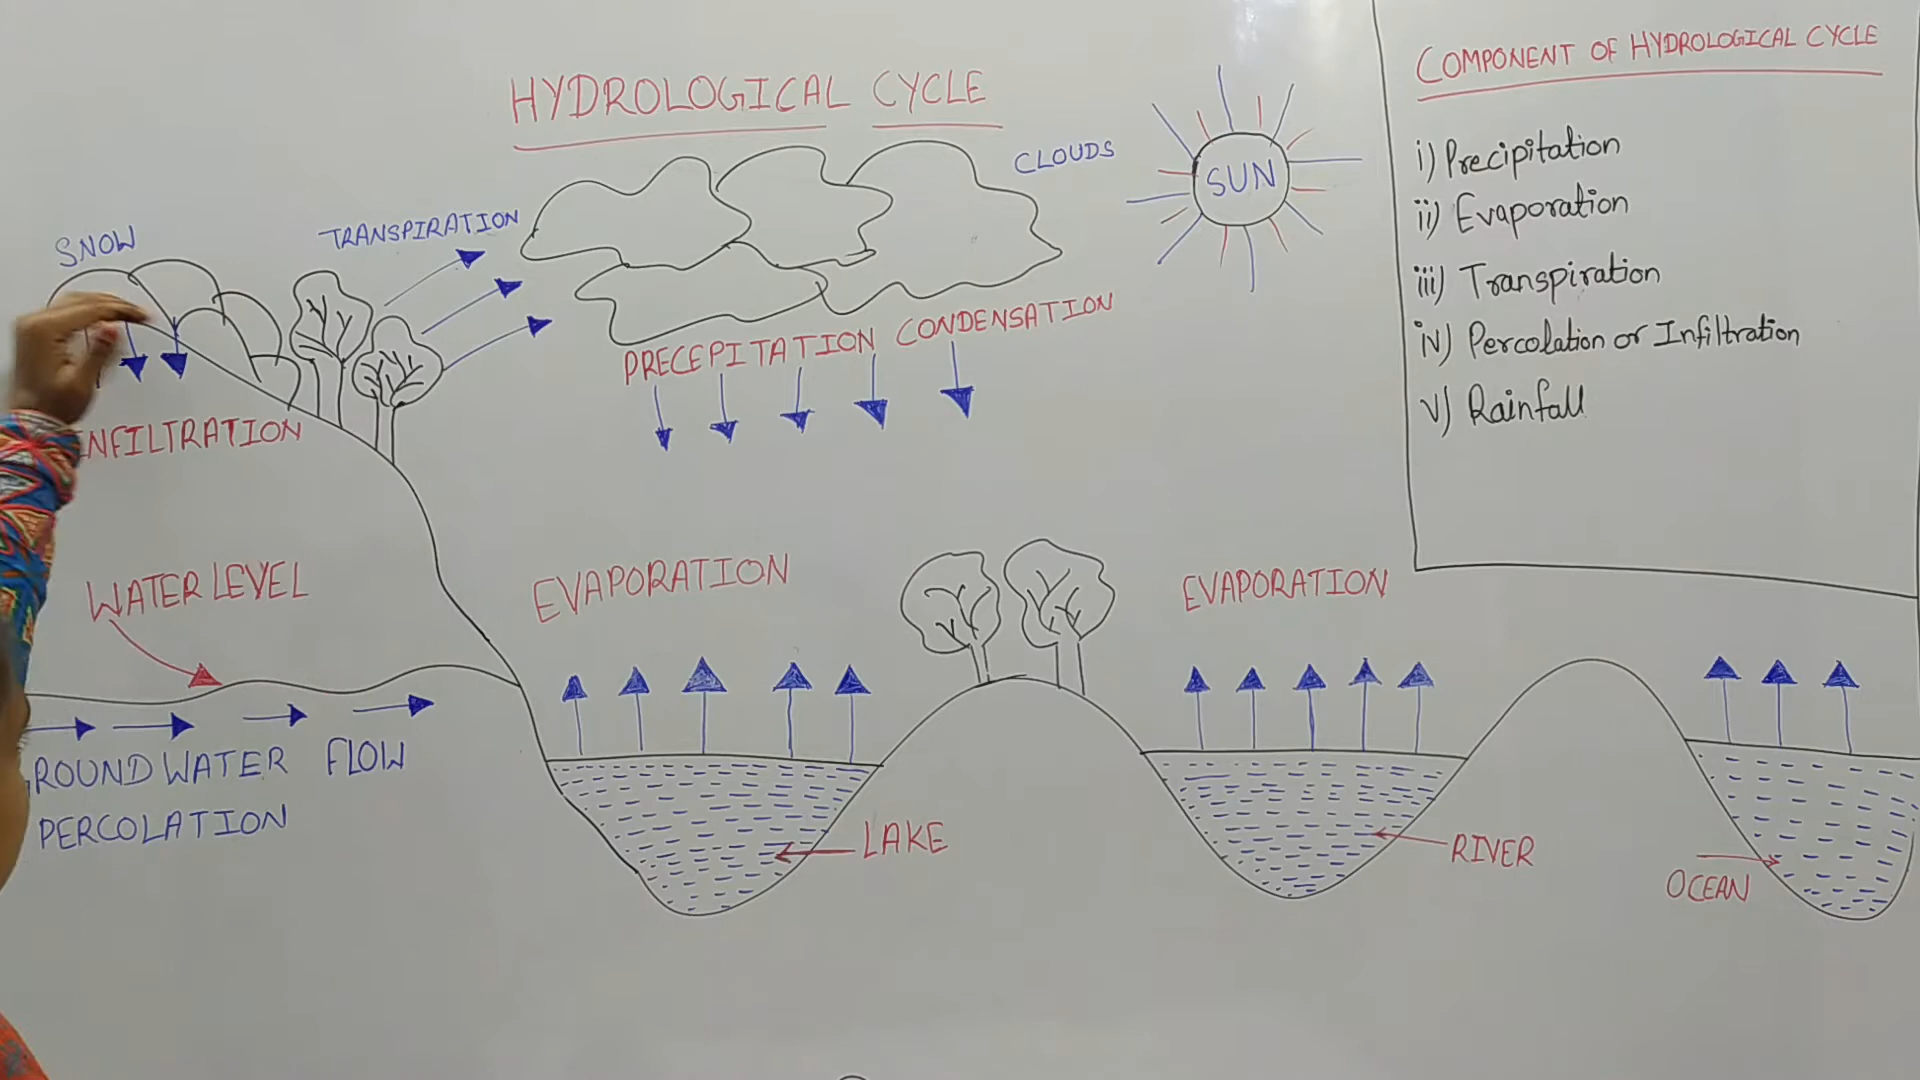 HYDROLOGICAL CYCLE
CLOUDS
SUN
SNOW
TRANSPIRATION
PRECEPITATION CONDENSATION
NFILTRATION
WATER LEVEL
EVAPORATION
EVAPORATION
ROUND WATER FLOW
PERCOLATION
LAKE
RIVER
OCEAN
COMPONENT OF HYDROLOGICAL CYCLE
i) Precipitation
ii) Evaporation
iii) Transpiration
iv) Percolation or Infiltration
v) Rainfall